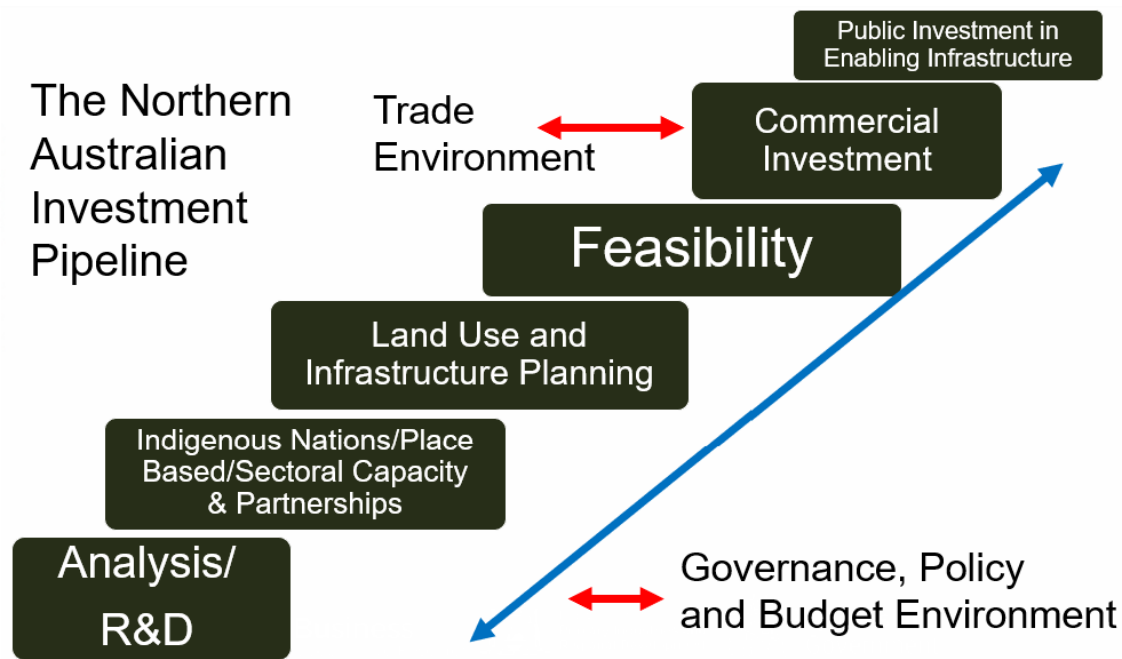 Public Investment in
Enabling Infrastructure
The Northern
Australian
Investment
Pipeline
Trade
Environment
Commercial
Investment
Feasibility
Land Use and
Infrastructure Planning
Indigenous Nations/Place
Based/Sectoral Capacity
& Partnerships
Analysis/
R&D
Governance, Policy
and Budget Environment